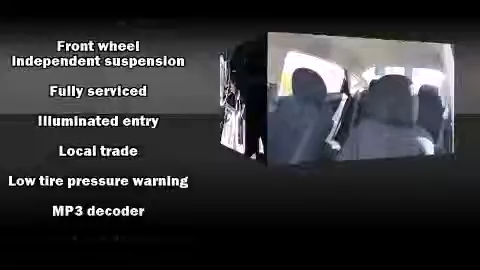 Front wheel
Independent suspension
Fully serviced
Illuminated entry
Local trade
Low tire pressure warning
MP3 decoder